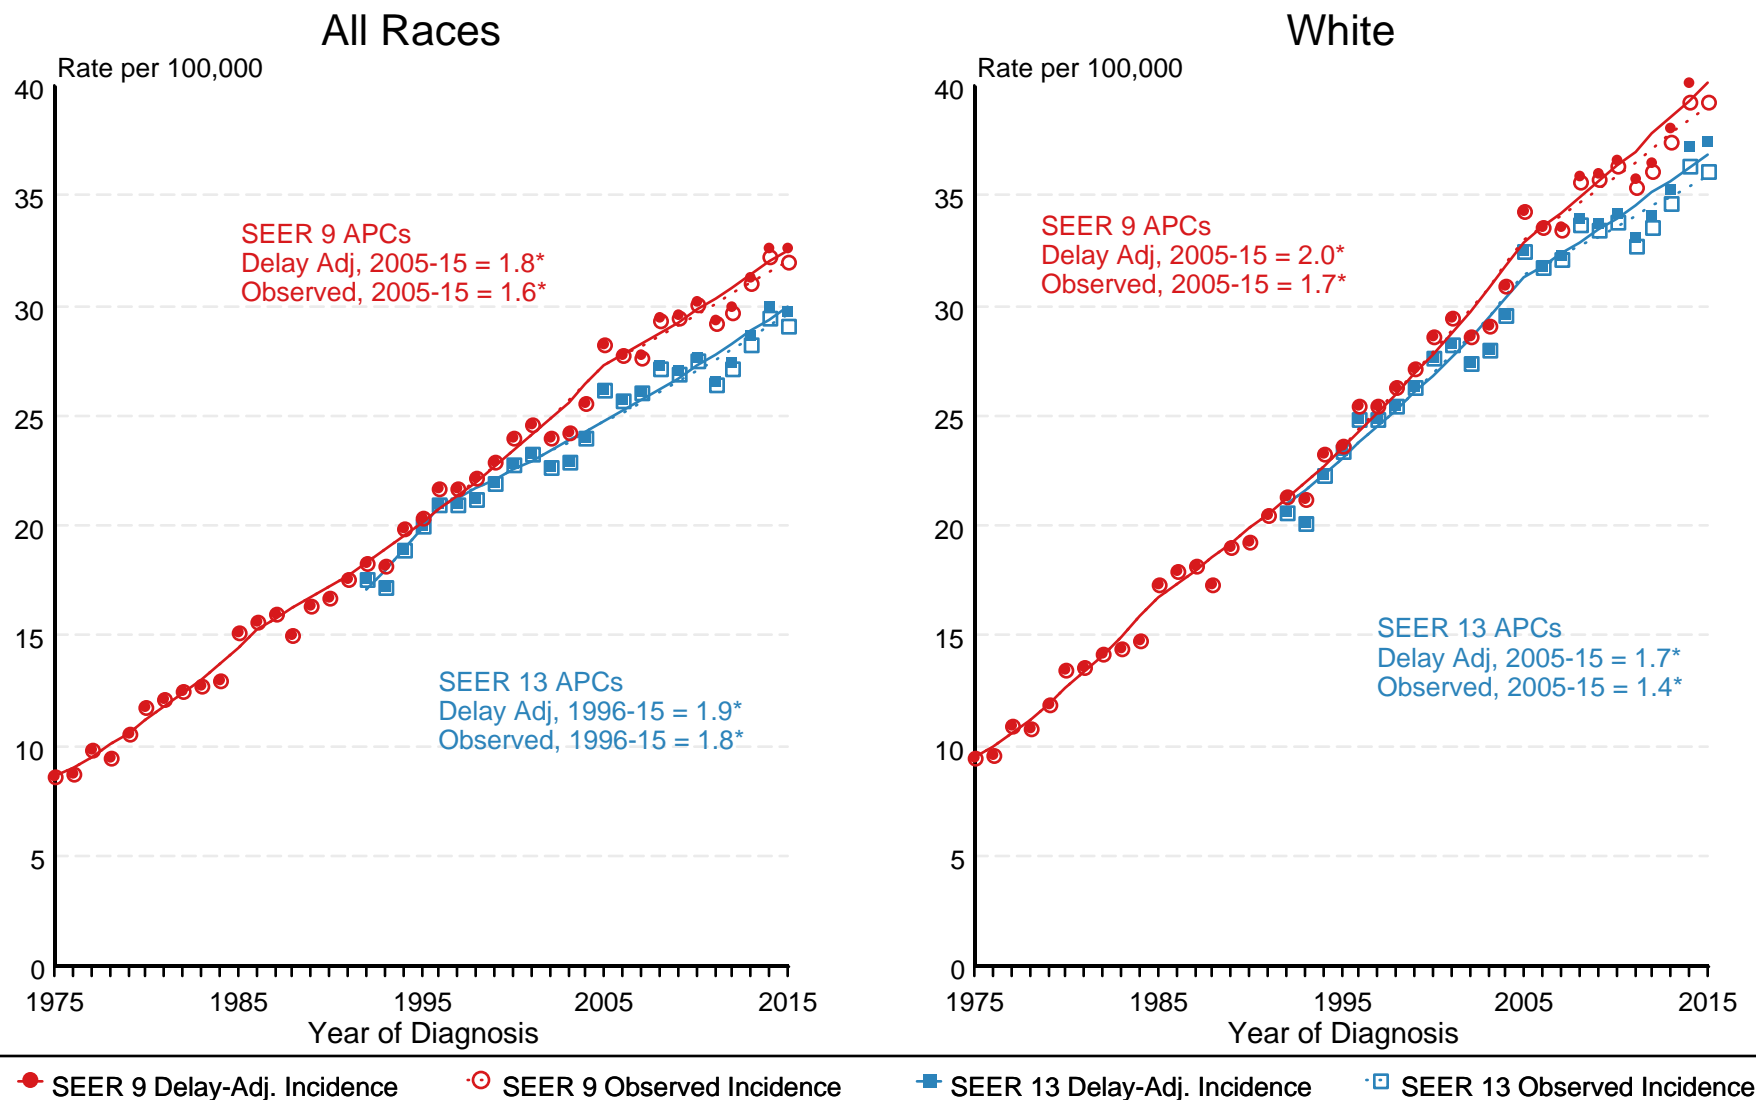 All Races
Rate per 100,000
40
35
30
25
20
15
10
5
0
SEER 9 APCs
Delay Adj, 2005-15 = 1.8*
Observed, 2005-15 = 1.6*
SEER 13 APCs
Delay Adj, 1996-15 = 1.9*
Observed, 1996-15 = 1.8*
1975 1985 1995 2005 2015
Year of Diagnosis
White
Rate per 100,000
40
35
30
25
20
15
10
5
0
SEER 9 APCs
Delay Adj, 2005-15 = 2.0*
Observed, 2005-15 = 1.7*
SEER 13 APCs
Delay Adj, 2005-15 = 1.7*
Observed, 2005-15 = 1.4*
1975 1985 1995 2005 2015
Year of Diagnosis
SEER 9 Delay-Adj. Incidence SEER 9 Observed Incidence SEER 13 Delay-Adj. Incidence SEER 13 Observed Incidence